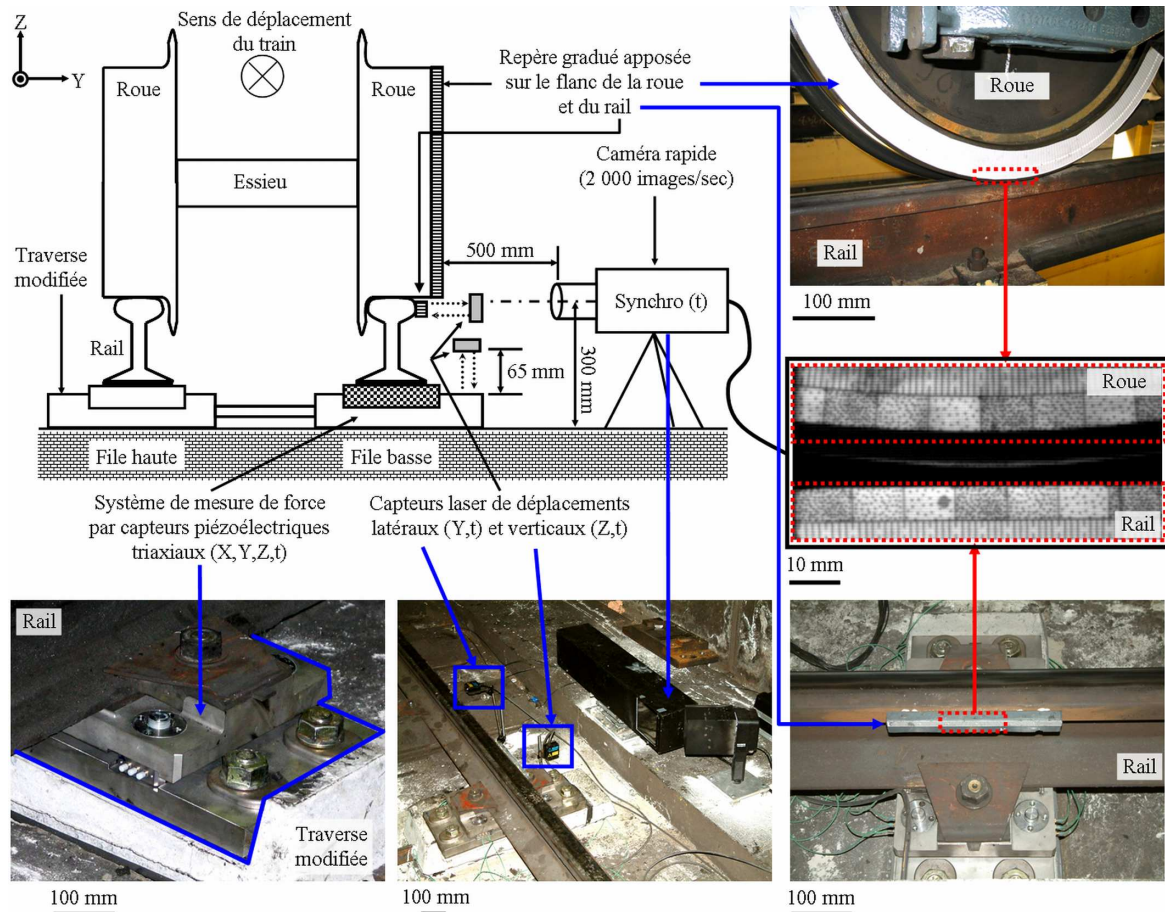 Z
Y
Sens de déplacement
du train
Roue
Roue
Repère gradué apposée
sur le flanc de la roue
et du rail
Essieu
Caméra rapide
(2 000 images/sec)
Traverse
modifiée
500 mm
Synchro (t)
Rail
65 mm
300 mm
File haute
File basse
Système de mesure de force
par capteurs piézoélectriques
triaxiaux (X,Y,Z,t)
Capteurs laser de déplacements
latéraux (Y,t) et verticaux (Z,t)
Roue
Rail
100 mm
Roue
Rail
10 mm
Rail
Traverse
modifiée
100 mm
100 mm
Rail
100 mm